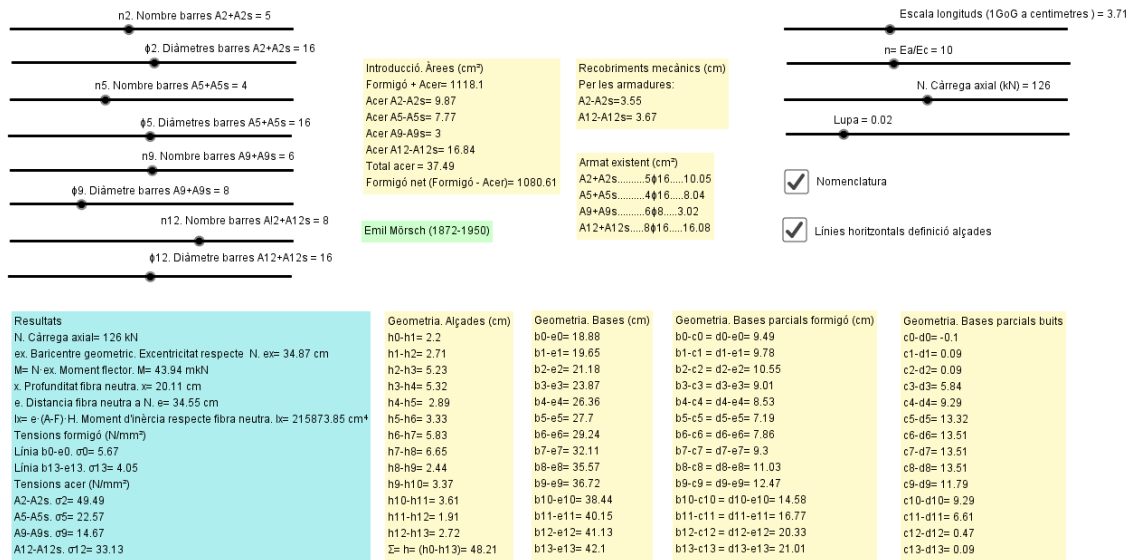 n2. Nombre barres A2+A2s = 5
ϕ2. Diàmetres barres A2+A2s = 16
n5. Nombre barres A5+A5s = 4
ϕ5. Diàmetres barres A5+A5s = 16
n9. Nombre barres A9+A9s = 6
ϕ9. Diàmetre barres A9+A9s = 8
n12. Nombre barres Al2+A12s = 8
ϕ12. Diàmetre barres A12+A12s = 16
Introducció. Àrees (cm²)
Formigó + Acer= 1118.1
Acer A2-A2s= 9.87
Acer A5-A5s= 7.77
Acer A9-A9s= 3
Acer A12-A12s= 16.84
Total acer = 37.49
Formigó net (Formigó - Acer)= 1080.61
Emil Mörsch (1872-1950)
Recobriments mecànics (cm)
Per les armadures:
A2-A2s=3.55
A12-A12s= 3.67
Armat existent (cm²)
A2+A2s.........5ϕ16.....10.05
A5+A5s.........4ϕ16.....8.04
A9+A9s.........6ϕ8.....3.02
A12+A12s.....8ϕ16.....16.08
Escala longituds (1GoG a centimetres ) = 3.71
n= Ea/Ec = 10
N. Càrrega axial (kN) = 126
Lupa = 0.02
Nomenclatura
Línies horitzontals definició alçades
Resultats
N. Càrrega axial= 126 kN
ex. Baricentre geometric. Excentricitat respecte N. ex= 34.87 cm
M= N·ex. Moment flector. M= 43.94 mkN
x. Profunditat fibra neutra. x= 20.11 cm
e. Distancia fibra neutra a N. e= 34.55 cm
Ix= e·(A-F)·H. Moment d'inèrcia respecte fibra neutra. Ix= 215873.85 cm⁴
Tensions formigó (N/mm²)
Línia b0-e0. σ0= 5.67
Línia b13-e13. σ13= 4.05
Tensions acer (N/mm²)
A2-A2s. σ2= 49.49
A5-A5s. σ5= 22.57
A9-A9s. σ9= 14.67
A12-A12s. σ12= 33.13
Geometria. Alçades (cm)
h0-h1= 2.2
h1-h2= 2.71
h2-h3= 5.23
h3-h4= 5.32
h4-h5= 2.89
h5-h6= 3.33
h6-h7= 5.83
h7-h8= 6.65
h8-h9= 2.44
h9-h10= 3.37
h10-h11= 3.61
h11-h12= 1.91
h12-h13= 2.72
Σ= h= (h0-h13)= 48.21
Geometria. Bases (cm)
b0-e0= 18.88
b1-e1= 19.65
b2-e2= 21.18
b3-e3= 23.87
b4-e4= 26.36
b5-e5= 27.7
b6-e6= 29.24
b7-e7= 32.11
b8-e8= 35.57
b9-e9= 36.72
b10-e10= 38.44
b11-e11= 40.15
b12-e12= 41.13
b13-e13= 42.1
Geometria. Bases parcials formigó (cm)
b0-c0 = d0-e0= 9.49
b1-c1 = d1-e1= 9.78
b2-c2 = d2-e2= 10.55
b3-c3 = d3-e3= 9.01
b4-c4 = d4-e4= 8.53
b5-c5 = d5-e5= 7.19
b6-c6 = d6-e6= 7.86
b7-c7 = d7-e7= 9.3
b8-c8 = d8-e8= 11.03
b9-c9 = d9-e9= 12.47
b10-c10 = d10-e10= 14.58
b11-c11 = d11-e11= 16.77
b12-c12 = d12-e12= 20.33
b13-c13 = d13-e13= 21.01
Geometria. Bases parcials buits
c0-d0= -0.1
c1-d1= 0.09
c2-d2= 0.09
c3-d3= 5.84
c4-d4= 9.29
c5-d5= 13.32
c6-d6= 13.51
c7-d7= 13.51
c8-d8= 13.51
c9-d9= 11.79
c10-d10= 9.29
c11-d11= 6.61
c12-d12= 0.47
c13-d13= 0.09